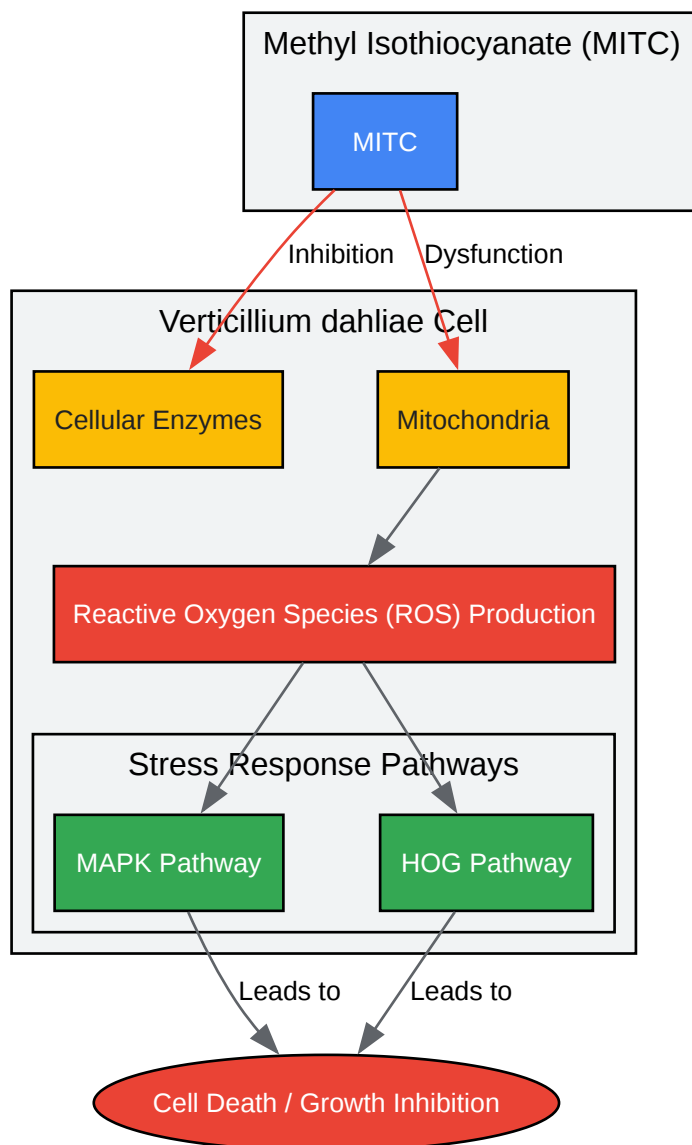 Methyl Isothiocyanate (MITC)
MITC
Inhibition
Dysfunction
Verticillium dahliae Cell
Cellular Enzymes
Mitochondria
Reactive Oxygen Species (ROS) Production
Stress Response Pathways
MAPK Pathway
HOG Pathway
Leads to
Leads to
Cell Death / Growth Inhibition